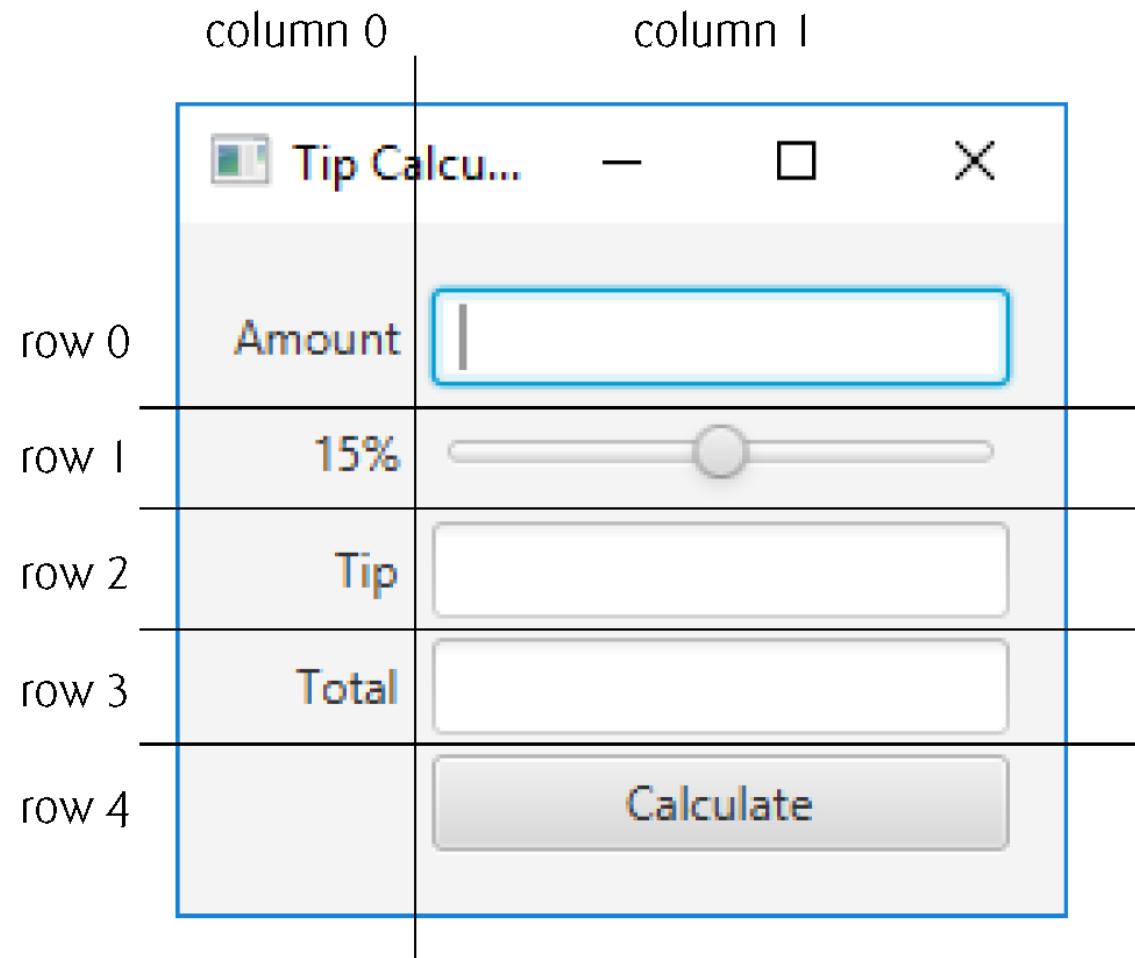 column 0 column 1
Tip Calcu...
row 0 Amount
row 1 15%
row 2 Tip
row 3 Total
row 4 Calculate